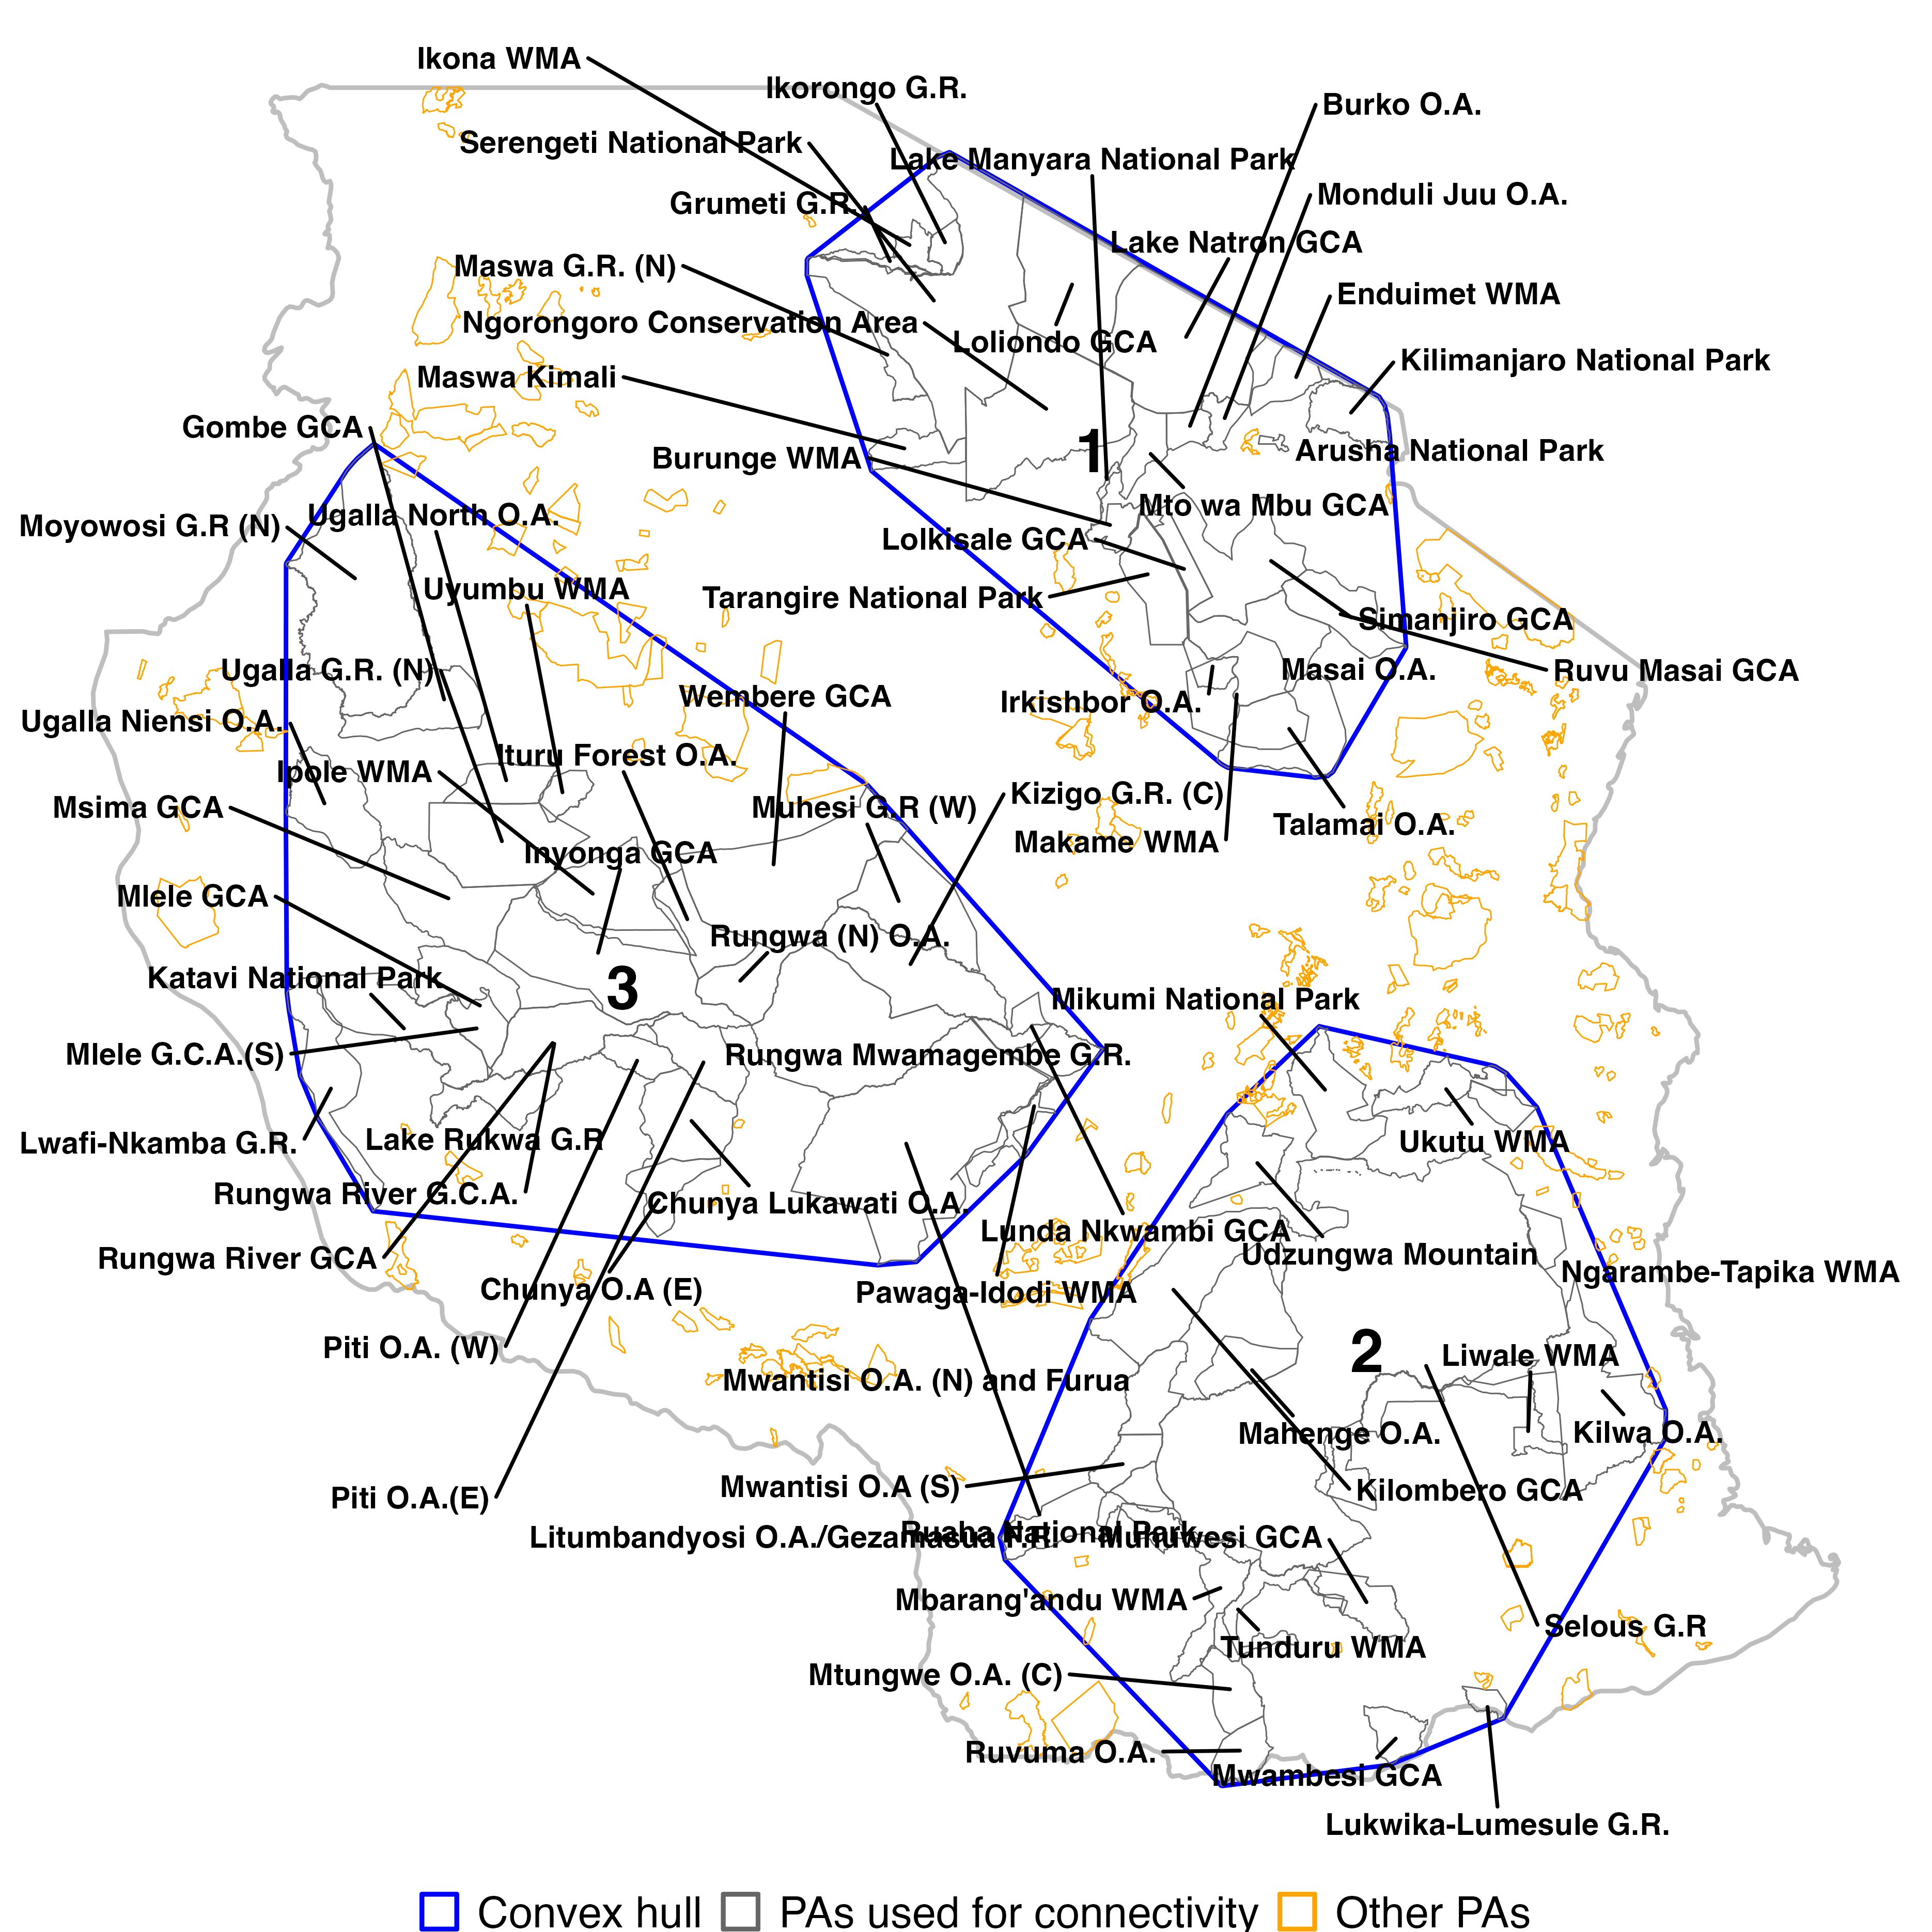 Ikona WMA
Ikorongo G.R.
Burko O.A.
Serengeti National Park
Lake Manyara National Park
Monduli Juu O.A.
Grumeti G.R.
Lake Natron GCA
Maswa G.R. (N)
Enduimet WMA
Ngorongoro Conservation Area
Loliondo GCA
Kilimanjaro National Park
Maswa Kimali
Gombe GCA
1
Burunge WMA
Arusha National Park
Mto wa Mbu GCA
Ugalla North O.A.
Moyowosi G.R (N)
Lolkisale GCA
Uyumbu WMA
Tarangire National Park
Simanjiro GCA
Ugalla G.R. (N)
Masai O.A.
Ruvu Masai GCA
Wembere GCA
Irkishbor O.A.
Ugalla Niensi O.A.
Ituru Forest O.A.
Ipole WMA
Kizigo G.R. (C)
Msima GCA
Muhesi G.R (W)
Talamai O.A.
Makame WMA
Inyonga GCA
Mlele GCA
Rungwa (N) O.A.
Katavi National Park
3
Mikumi National Park
Mlele G.C.A.(S)
Rungwa Mwamagembe G.R.
Lwafi-Nkamba G.R.
Lake Rukwa G.R
Ukutu WMA
Rungwa River G.C.A.
Chunya Lukawati O.A.
Lunda Nkwambi GCA
Rungwa River GCA
Udzungwa Mountain
Ngarambe-Tapika WMA
Chunya O.A (E)
Pawaga-Idodi WMA
Piti O.A. (W)
2
Liwale WMA
Mwantisi O.A. (N) and Furua
Mahenge O.A.
Kilwa O.A.
Mwantisi O.A (S)
Kilombero GCA
Piti O.A.(E)
Ruaha National Park
Litumbandyosi O.A./Gezamasua F.R.
Muhuwesi GCA
Mbarang'andu WMA
Selous G.R
Tunduru WMA
Mtungwe O.A. (C)
Ruvuma O.A.
Mwambesi GCA
Lukwika-Lumesule G.R.
Convex hull PAs used for connectivity Other PAs